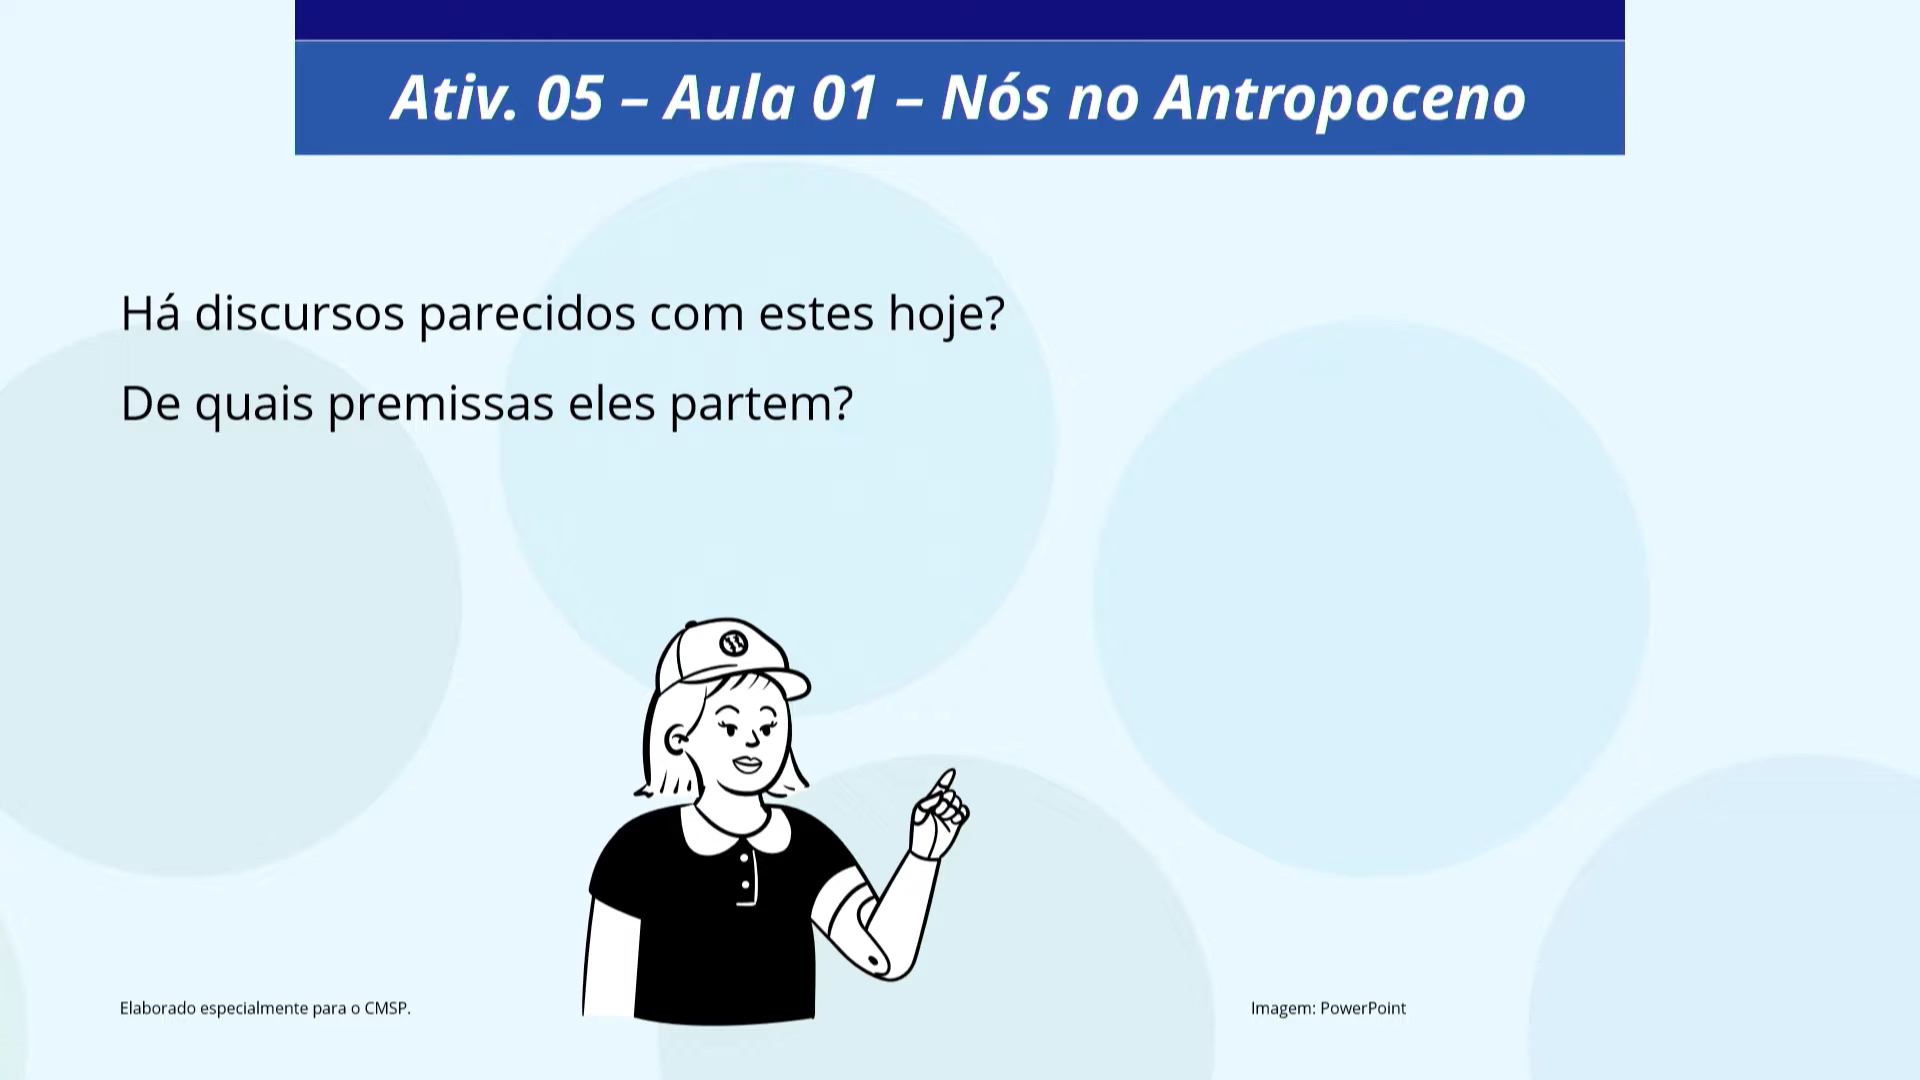 Ativ. 05 – Aula 01 – Nós no Antropoceno
Há discursos parecidos com estes hoje?
De quais premissas eles partem?
Elaborado especialmente para o CMSP.
Imagem: PowerPoint